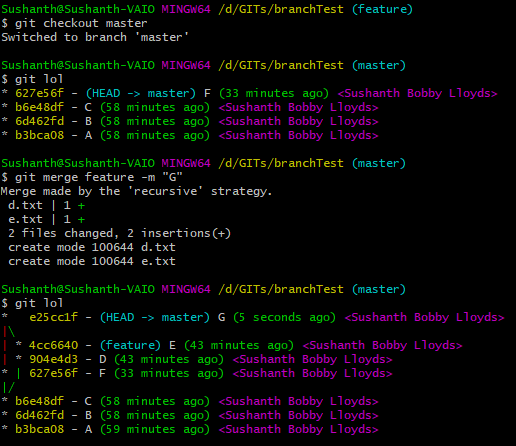 Sushanth@Sushanth-VAIO MINGW64 /d/GITs/branchTest (feature)
$ git checkout master
Switched to branch 'master'

Sushanth@Sushanth-VAIO MINGW64 /d/GITs/branchTest (master)
$ git lol
* 627e56f - (HEAD -> master) F (33 minutes ago) <Sushanth Bobby Lloyds>
* b6e48df - C (58 minutes ago) <Sushanth Bobby Lloyds>
* 6d462fd - B (58 minutes ago) <Sushanth Bobby Lloyds>
* b3bca08 - A (58 minutes ago) <Sushanth Bobby Lloyds>

Sushanth@Sushanth-VAIO MINGW64 /d/GITs/branchTest (master)
$ git merge feature -m "G"
Merge made by the 'recursive' strategy.
 d.txt | 1 +
 e.txt | 1 +
 2 files changed, 2 insertions(+)
 create mode 100644 d.txt
 create mode 100644 e.txt

Sushanth@Sushanth-VAIO MINGW64 /d/GITs/branchTest (master)
$ git lol
*   e25cc1f - (HEAD -> master) G (5 seconds ago) <Sushanth Bobby Lloyds>
|\
| * 4cc6640 - (feature) E (43 minutes ago) <Sushanth Bobby Lloyds>
| * 904e4d3 - D (43 minutes ago) <Sushanth Bobby Lloyds>
* | 627e56f - F (33 minutes ago) <Sushanth Bobby Lloyds>
|/
* b6e48df - C (58 minutes ago) <Sushanth Bobby Lloyds>
* 6d462fd - B (58 minutes ago) <Sushanth Bobby Lloyds>
* b3bca08 - A (59 minutes ago) <Sushanth Bobby Lloyds>